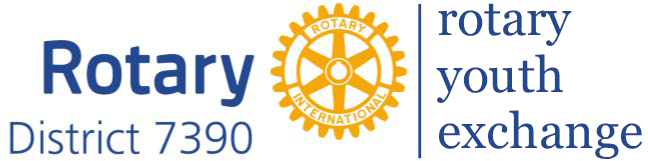 Rotary
District 7390
ROTARY
INTERNATIONAL
rotary
youth
exchange